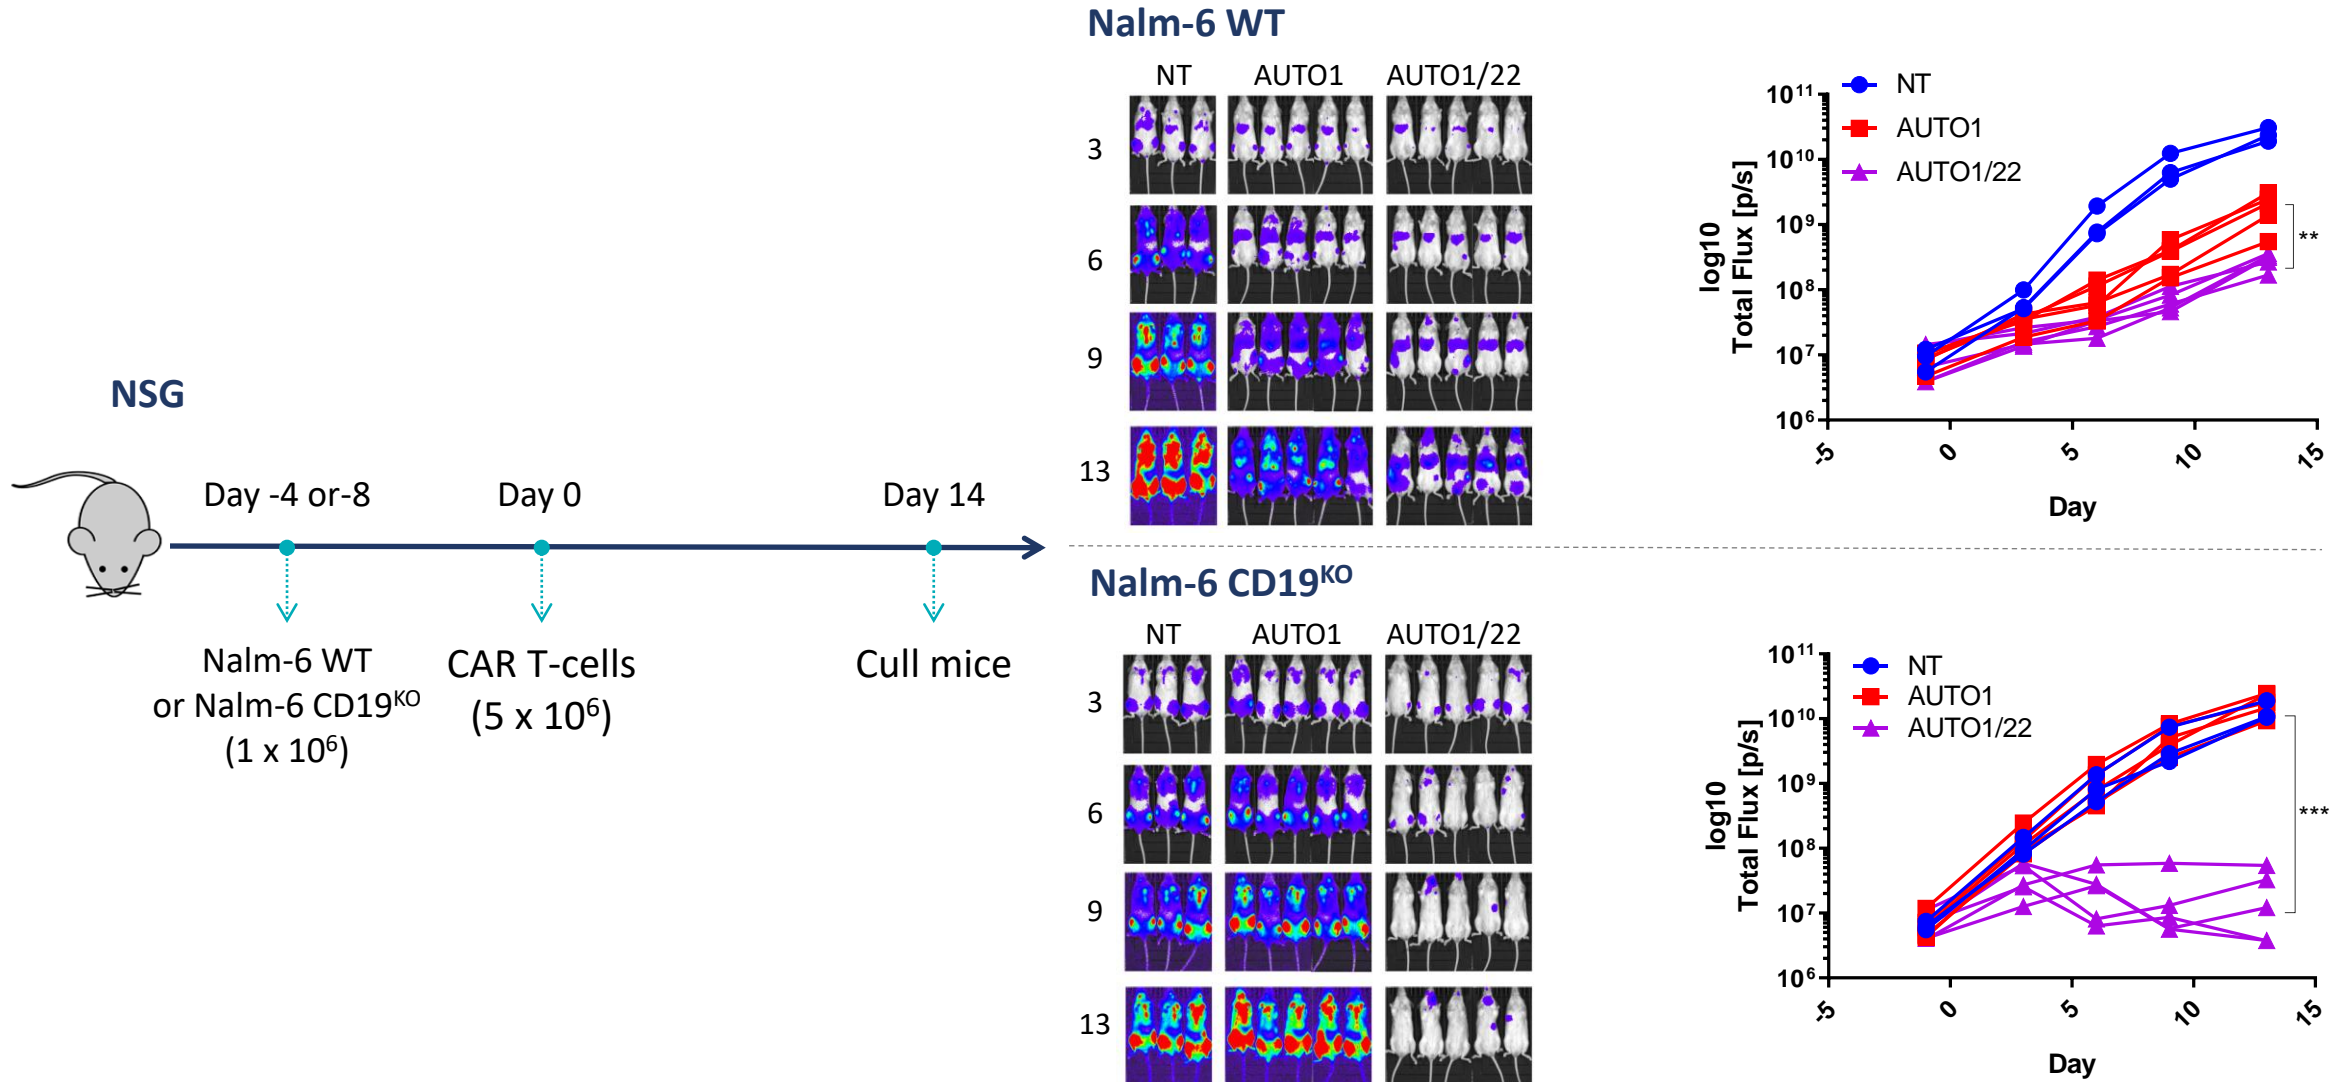 NSG
Day -4 or-8
Day 0
Day 14
Nalm-6 WT
or Nalm-6 CD19ᴷᴼ
(1 x 10⁶)
CAR T-cells
(5 x 10⁶)
Cull mice
Nalm-6 WT
NT AUTO1 AUTO1/22
3
6
9
13
NT
AUTO1
AUTO1/22
log10
Total Flux [p/s]
10¹¹
10¹⁰
10⁹
10⁸
10⁷
10⁶
-5 0 5 10 15
Day
**
Nalm-6 CD19ᴷᴼ
NT AUTO1 AUTO1/22
3
6
9
13
NT
AUTO1
AUTO1/22
log10
Total Flux [p/s]
10¹¹
10¹⁰
10⁹
10⁸
10⁷
10⁶
-5 0 5 10 15
Day
***